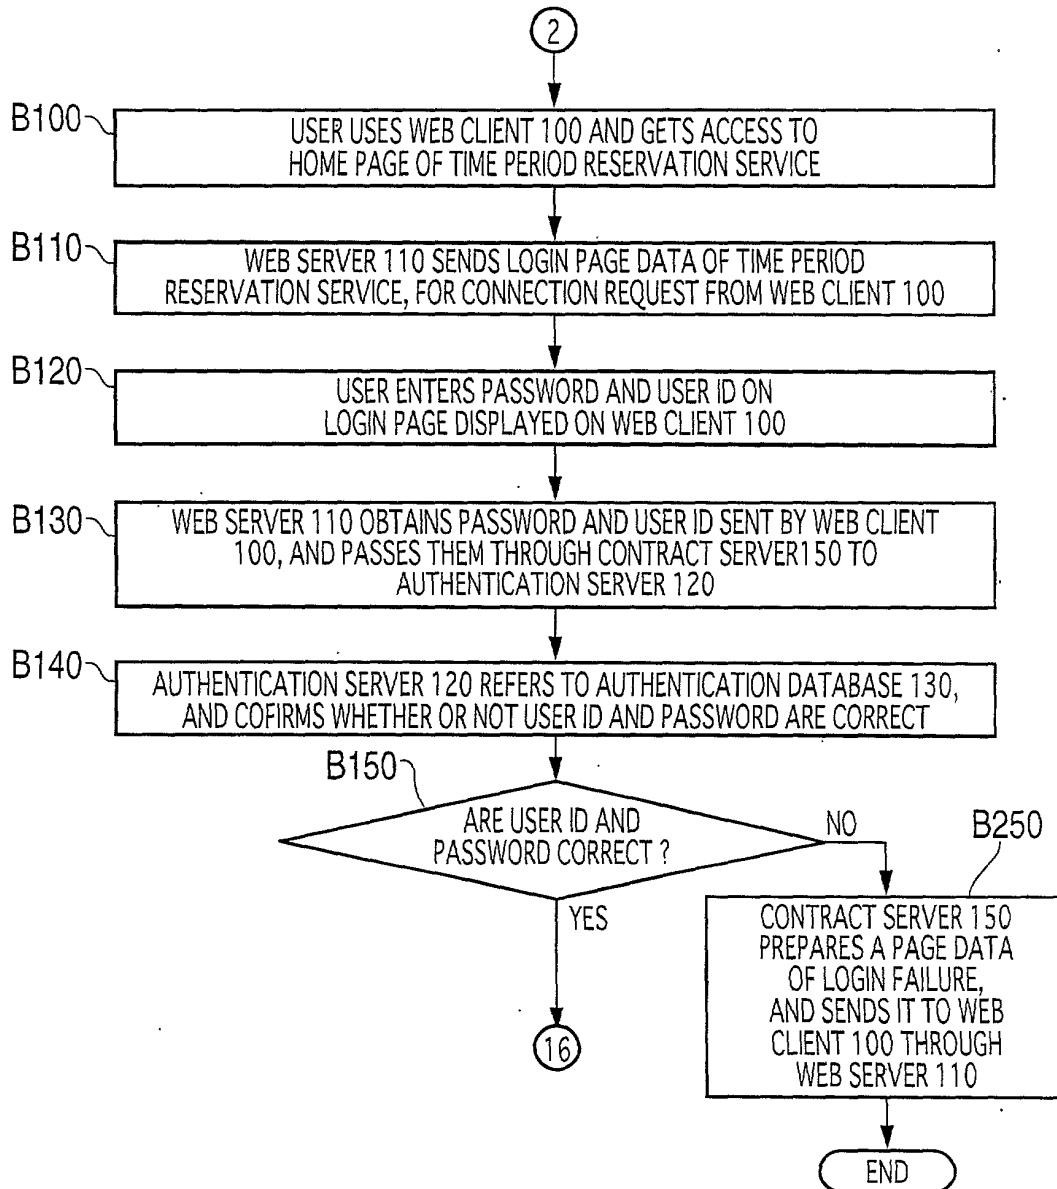 2
B100
USER USES WEB CLIENT 100 AND GETS ACCESS TO
HOME PAGE OF TIME PERIOD RESERVATION SERVICE
B110
WEB SERVER 110 SENDS LOGIN PAGE DATA OF TIME PERIOD
RESERVATION SERVICE, FOR CONNECTION REQUEST FROM WEB CLIENT 100
B120
USER ENTERS PASSWORD AND USER ID ON
LOGIN PAGE DISPLAYED ON WEB CLIENT 100
B130
WEB SERVER 110 OBTAINS PASSWORD AND USER ID SENT BY WEB CLIENT
100, AND PASSES THEM THROUGH CONTRACT SERVER150 TO
AUTHENTICATION SERVER 120
B140
AUTHENTICATION SERVER 120 REFERS TO AUTHENTICATION DATABASE 130,
AND COFIRMS WHETHER OR NOT USER ID AND PASSWORD ARE CORRECT
B150
ARE USER ID AND
PASSWORD CORRECT ?
NO
YES
16
B250
CONTRACT SERVER 150
PREPARES A PAGE DATA
OF LOGIN FAILURE,
AND SENDS IT TO WEB
CLIENT 100 THROUGH
WEB SERVER 110
END